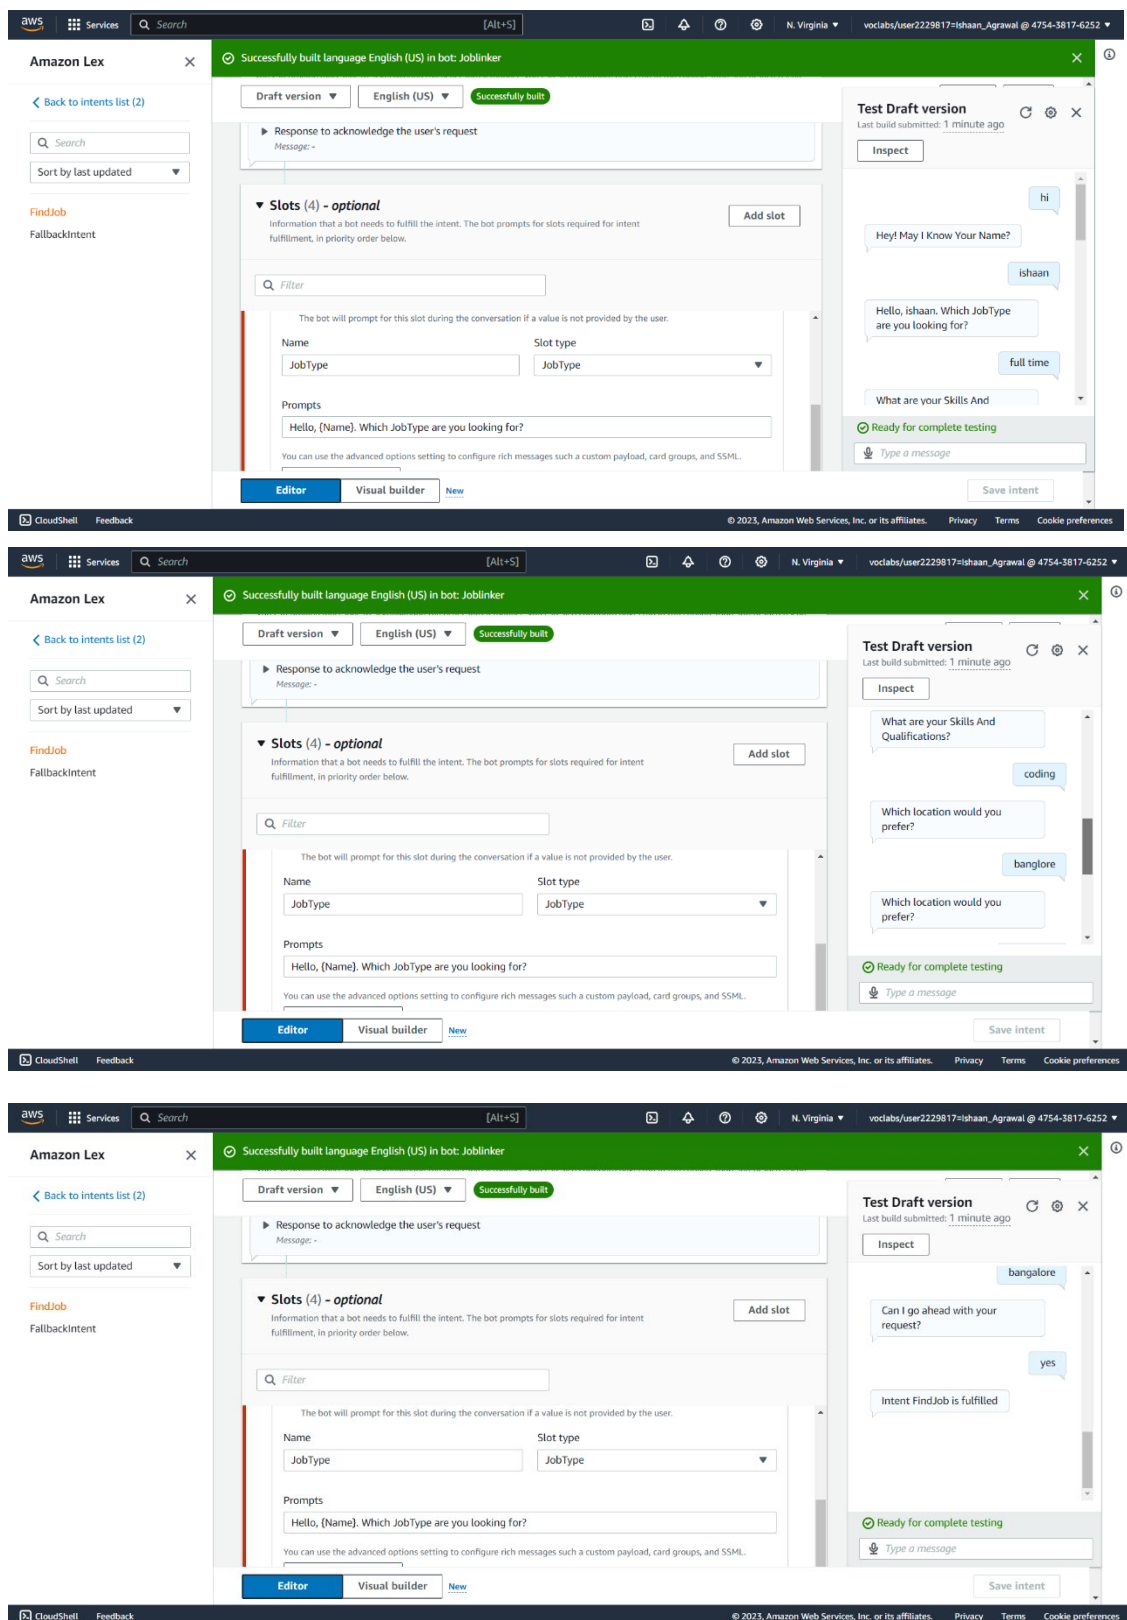 aws Services Search [Alt+S] N. Virginia ▼ voclabs/user2229817=Ishaan_Agrawal @ 4754-3817-6252 ▼
Amazon Lex
Successfully built language English (US) in bot: Joblinker
Back to intents list (2)
Search
Sort by last updated
FindJob
FallbackIntent
Draft version ▼ English (US) ▼ Successfully built
Response to acknowledge the user's request
Message: -
Slots (4) - optional
Information that a bot needs to fulfill the intent. The bot prompts for slots required for intent
fulfillment, in priority order below.
Add slot
Filter
The bot will prompt for this slot during the conversation if a value is not provided by the user.
Name Slot type
JobType JobType
Prompts
Hello, {Name}. Which JobType are you looking for?
You can use the advanced options setting to configure rich messages such a custom payload, card groups, and SSML.
Editor Visual builder New
Save intent
Test Draft version
Last build submitted: 1 minute ago
Inspect
hi
Hey! May I Know Your Name?
ishaan
Hello, ishaan. Which JobType
are you looking for?
full time
What are your Skills And
Ready for complete testing
Type a message
CloudShell Feedback © 2023, Amazon Web Services, Inc. or its affiliates. Privacy Terms Cookie preferences
aws Services Search [Alt+S] N. Virginia ▼ voclabs/user2229817=Ishaan_Agrawal @ 4754-3817-6252 ▼
Amazon Lex
Successfully built language English (US) in bot: Joblinker
Back to intents list (2)
Search
Sort by last updated
FindJob
FallbackIntent
Draft version ▼ English (US) ▼ Successfully built
Response to acknowledge the user's request
Message: -
Slots (4) - optional
Information that a bot needs to fulfill the intent. The bot prompts for slots required for intent
fulfillment, in priority order below.
Add slot
Filter
The bot will prompt for this slot during the conversation if a value is not provided by the user.
Name Slot type
JobType JobType
Prompts
Hello, {Name}. Which JobType are you looking for?
You can use the advanced options setting to configure rich messages such a custom payload, card groups, and SSML.
Editor Visual builder New
Save intent
Test Draft version
Last build submitted: 1 minute ago
Inspect
What are your Skills And
Qualifications?
coding
Which location would you
prefer?
banglore
Which location would you
prefer?
Ready for complete testing
Type a message
CloudShell Feedback © 2023, Amazon Web Services, Inc. or its affiliates. Privacy Terms Cookie preferences
aws Services Search [Alt+S] N. Virginia ▼ voclabs/user2229817=Ishaan_Agrawal @ 4754-3817-6252 ▼
Amazon Lex
Successfully built language English (US) in bot: Joblinker
Back to intents list (2)
Search
Sort by last updated
FindJob
FallbackIntent
Draft version ▼ English (US) ▼ Successfully built
Response to acknowledge the user's request
Message: -
Slots (4) - optional
Information that a bot needs to fulfill the intent. The bot prompts for slots required for intent
fulfillment, in priority order below.
Add slot
Filter
The bot will prompt for this slot during the conversation if a value is not provided by the user.
Name Slot type
JobType JobType
Prompts
Hello, {Name}. Which JobType are you looking for?
You can use the advanced options setting to configure rich messages such a custom payload, card groups, and SSML.
Editor Visual builder New
Save intent
Test Draft version
Last build submitted: 1 minute ago
Inspect
bangalore
Can I go ahead with your
request?
yes
Intent FindJob is fulfilled
Ready for complete testing
Type a message
CloudShell Feedback © 2023, Amazon Web Services, Inc. or its affiliates. Privacy Terms Cookie preferences